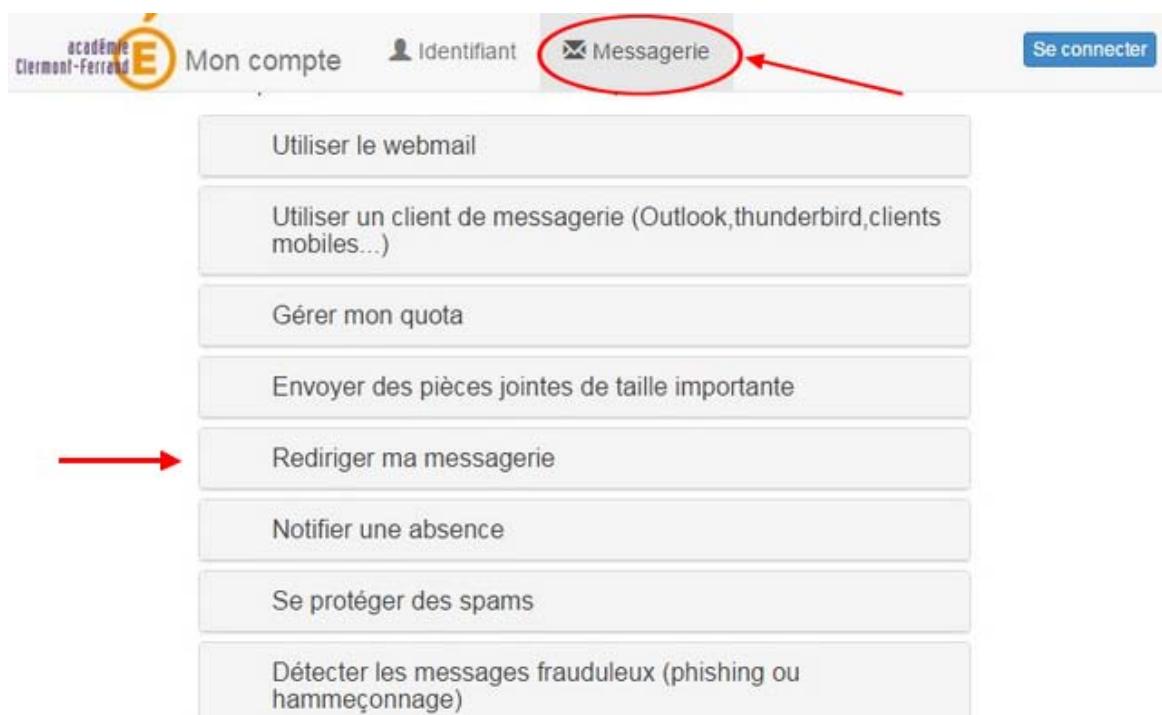 académie
Clermont-Ferrand
É
Mon compte
Identifiant
Messagerie
Se connecter
Utiliser le webmail
Utiliser un client de messagerie (Outlook,thunderbird,clients
mobiles...)
Gérer mon quota
Envoyer des pièces jointes de taille importante
Rediriger ma messagerie
Notifier une absence
Se protéger des spams
Détecter les messages frauduleux (phishing ou
hammeçonnage)